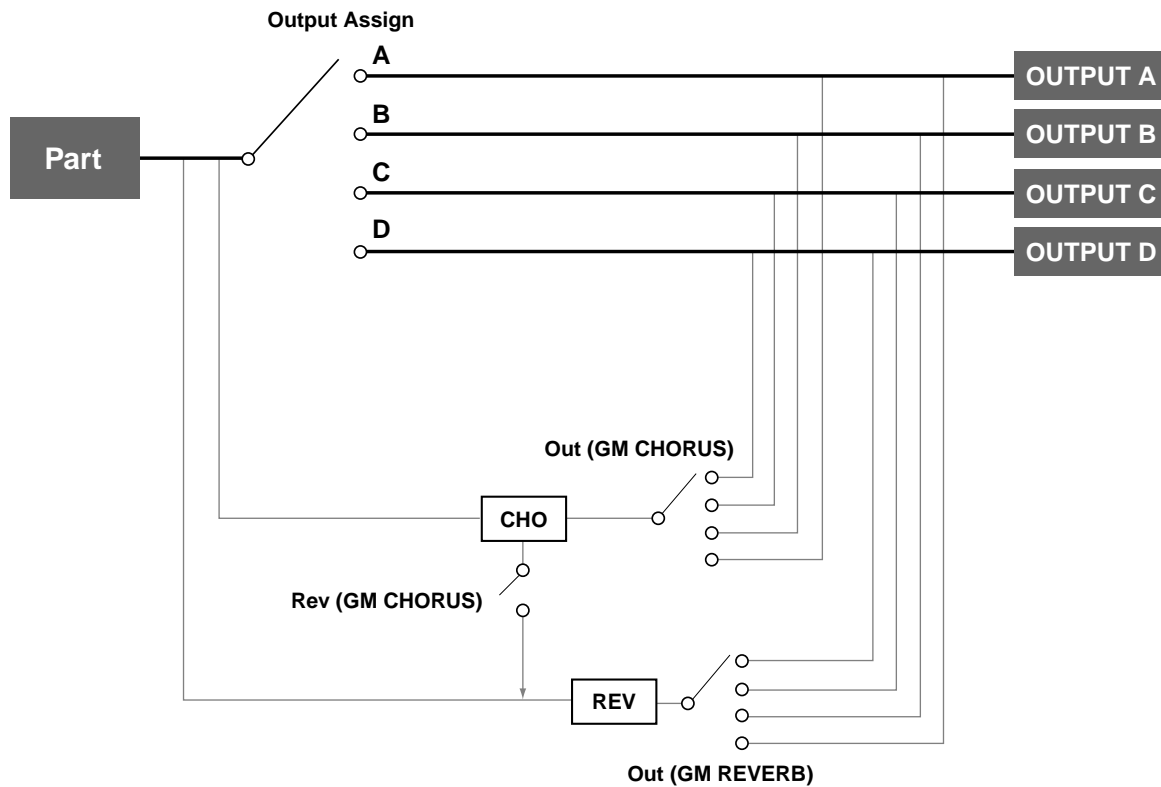 Output Assign
A
OUTPUT A
B
OUTPUT B
Part
C
OUTPUT C
D
OUTPUT D
Out (GM CHORUS)
CHO
Rev (GM CHORUS)
REV
Out (GM REVERB)